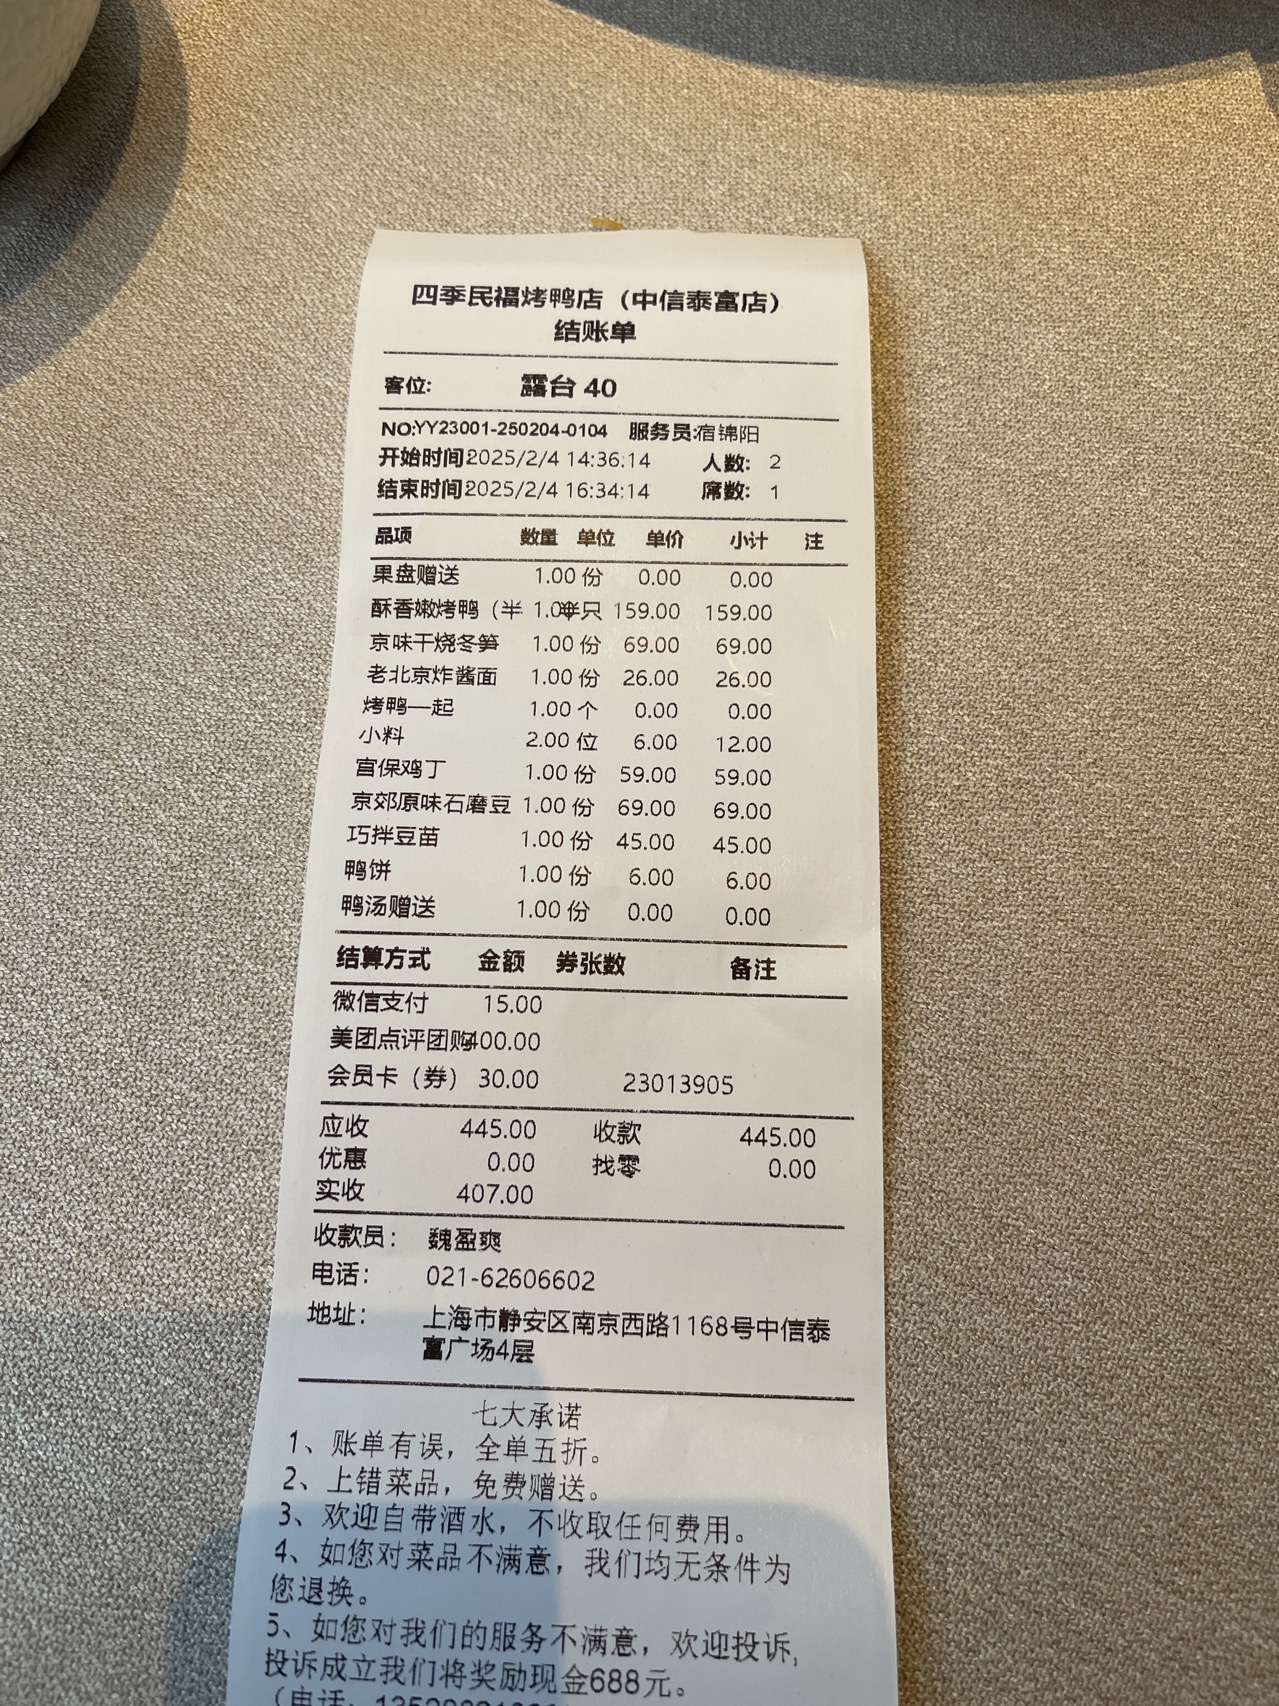 四季民福烤鸭店（中信泰富店）
结账单
客位: 露台 40
NO:YY23001-250204-0104 服务员:宿锦阳
开始时间2025/2/4 14:36:14 人数: 2
结束时间2025/2/4 16:34:14 席数: 1
品项 数量 单位 单价 小计 注
果盘赠送 1.00 份 0.00 0.00
酥香嫩烤鸭（半 1.00半只 159.00 159.00
京味干烧冬笋 1.00 份 69.00 69.00
老北京炸酱面 1.00 份 26.00 26.00
烤鸭一起 1.00 个 0.00 0.00
小料 2.00 位 6.00 12.00
宫保鸡丁 1.00 份 59.00 59.00
京郊原味石磨豆 1.00 份 69.00 69.00
巧拌豆苗 1.00 份 45.00 45.00
鸭饼 1.00 份 6.00 6.00
鸭汤赠送 1.00 份 0.00 0.00
结算方式 金额 券张数 备注
微信支付 15.00
美团点评团购400.00
会员卡（券） 30.00 23013905
应收 445.00 收款 445.00
优惠 0.00 找零 0.00
实收 407.00
收款员: 魏盈爽
电话: 021-62606602
地址: 上海市静安区南京西路1168号中信泰
富广场4层
七大承诺
1、账单有误，全单五折。
2、上错菜品，免费赠送。
3、欢迎自带酒水，不收取任何费用。
4、如您对菜品不满意，我们均无条件为
您退换。
5、如您对我们的服务不满意，欢迎投诉,
投诉成立我们将奖励现金688元。
（电话: